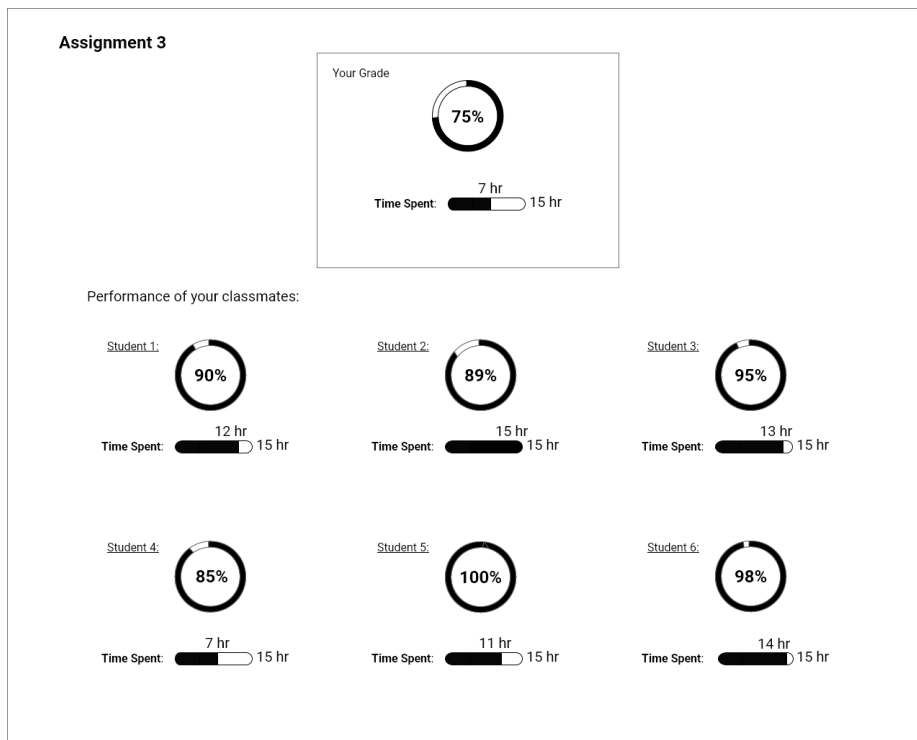 Assignment 3
Your Grade
75%
7 hr
Time Spent: 15 hr
Performance of your classmates:
Student 1: Student 2: Student 3:
90% 89% 95%
12 hr 15 hr 13 hr
Time Spent: 15 hr Time Spent: 15 hr Time Spent: 15 hr
Student 4: Student 5: Student 6:
85% 100% 98%
7 hr 11 hr 14 hr
Time Spent: 15 hr Time Spent: 15 hr Time Spent: 15 hr